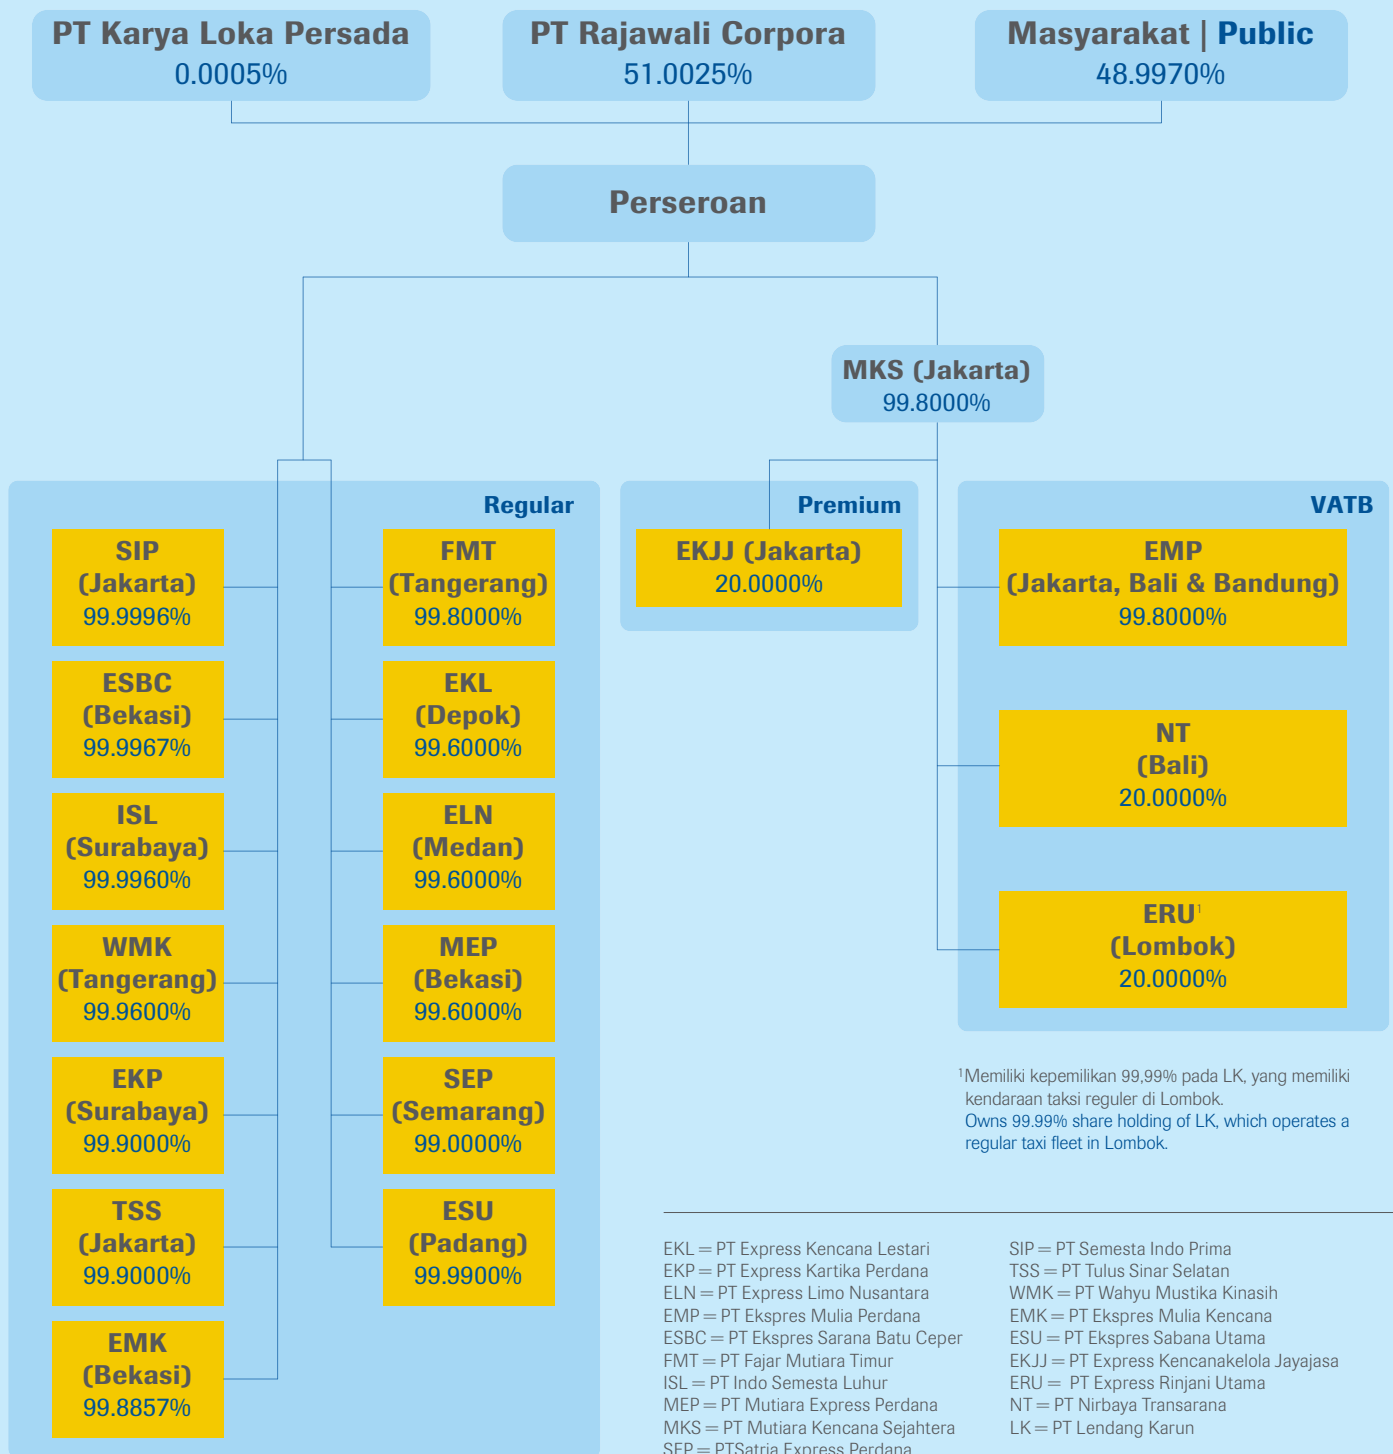 PT Karya Loka Persada
0.0005%
PT Rajawali Corpora
51.0025%
Masyarakat | Public
48.9970%
Perseroan
MKS (Jakarta)
99.8000%
Regular
SIP
(Jakarta)
99.9996%
FMT
(Tangerang)
99.8000%
ESBC
(Bekasi)
99.9967%
EKL
(Depok)
99.6000%
ISL
(Surabaya)
99.9960%
ELN
(Medan)
99.6000%
WMK
(Tangerang)
99.9600%
MEP
(Bekasi)
99.6000%
EKP
(Surabaya)
99.9000%
SEP
(Semarang)
99.0000%
TSS
(Jakarta)
99.9000%
ESU
(Padang)
99.9900%
EMK
(Bekasi)
99.8857%
Premium
EKJJ (Jakarta)
20.0000%
VATB
EMP
(Jakarta, Bali & Bandung)
99.8000%
NT
(Bali)
20.0000%
ERU¹
(Lombok)
20.0000%
¹Memiliki kepemilikan 99,99% pada LK, yang memiliki
kendaraan taksi reguler di Lombok.
Owns 99.99% share holding of LK, which operates a
regular taxi fleet in Lombok.
EKL = PT Express Kencana Lestari
EKP = PT Express Kartika Perdana
ELN = PT Express Limo Nusantara
EMP = PT Ekspres Mulia Perdana
ESBC = PT Ekspres Sarana Batu Ceper
FMT = PT Fajar Mutiara Timur
ISL = PT Indo Semesta Luhur
MEP = PT Mutiara Express Perdana
MKS = PT Mutiara Kencana Sejahtera
SEP = PTSatria Express Perdana
SIP = PT Semesta Indo Prima
TSS = PT Tulus Sinar Selatan
WMK = PT Wahyu Mustika Kinasih
EMK = PT Ekspres Mulia Kencana
ESU = PT Ekspres Sabana Utama
EKJJ = PT Express Kencanakelola Jayajasa
ERU = PT Express Rinjani Utama
NT = PT Nirbaya Transarana
LK = PT Lendang Karun